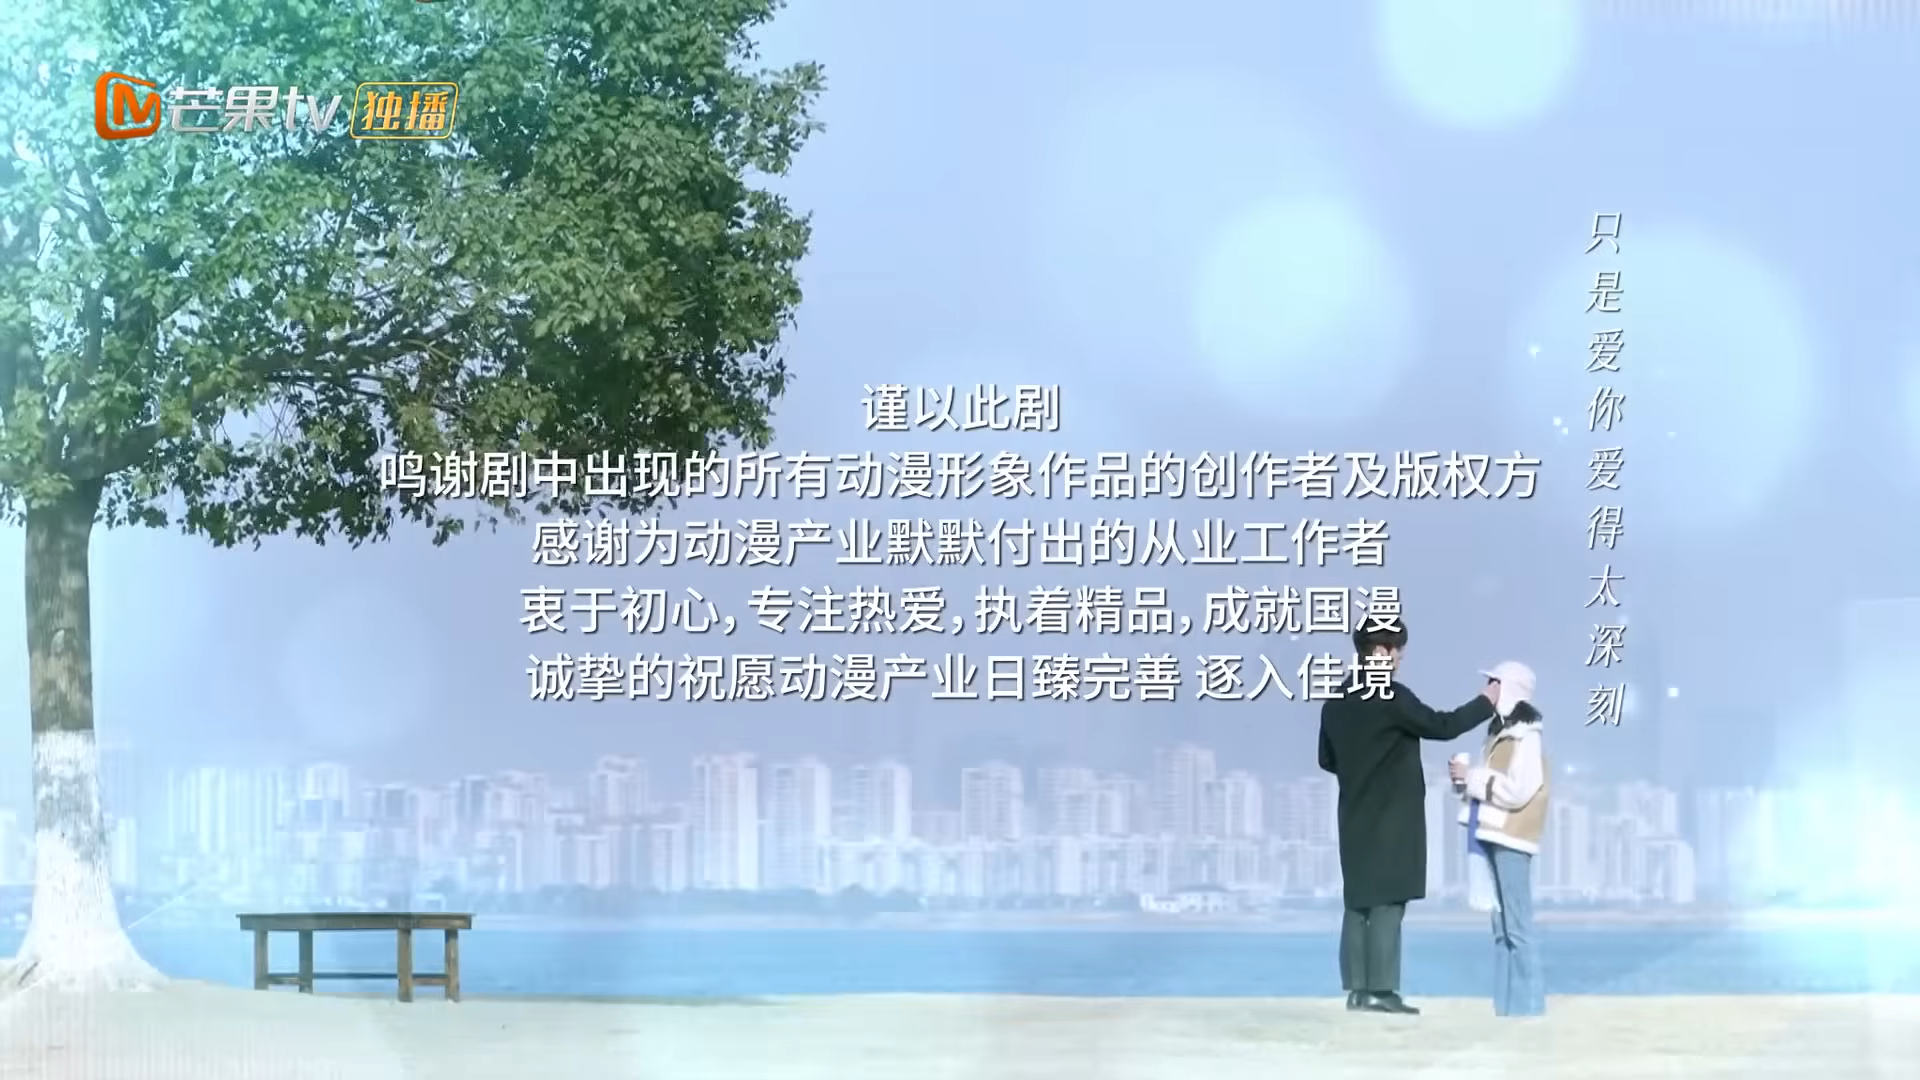 芒果tv 独播
谨以此剧
鸣谢剧中出现的所有动漫形象作品的创作者及版权方
感谢为动漫产业默默付出的从业工作者
衷于初心，专注热爱，执着精品，成就国漫
诚挚的祝愿动漫产业日臻完善 逐入佳境
只是爱你爱得太深刻